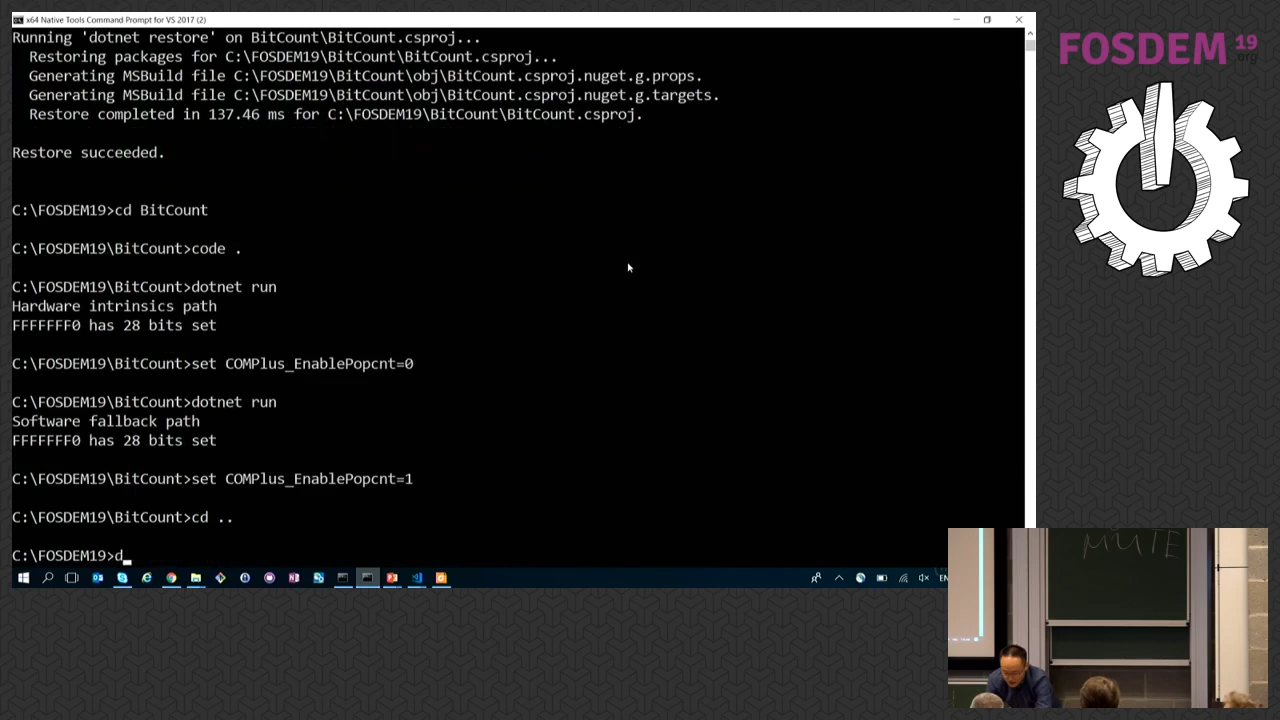 x64 Native Tools Command Prompt for VS 2017 (2)
Running 'dotnet restore' on BitCount\BitCount.csproj...
Restoring packages for C:\FOSDEM19\BitCount\BitCount.csproj...
Generating MSBuild file C:\FOSDEM19\BitCount\obj\BitCount.csproj.nuget.g.props.
Generating MSBuild file C:\FOSDEM19\BitCount\obj\BitCount.csproj.nuget.g.targets.
Restore completed in 137.46 ms for C:\FOSDEM19\BitCount\BitCount.csproj.
Restore succeeded.
C:\FOSDEM19>cd BitCount
C:\FOSDEM19\BitCount>code .
C:\FOSDEM19\BitCount>dotnet run
Hardware intrinsics path
FFFFFFF0 has 28 bits set
C:\FOSDEM19\BitCount>set COMPlus_EnablePopcnt=0
C:\FOSDEM19\BitCount>dotnet run
Software fallback path
FFFFFFF0 has 28 bits set
C:\FOSDEM19\BitCount>set COMPlus_EnablePopcnt=1
C:\FOSDEM19\BitCount>cd ..
C:\FOSDEM19>d
EN
FOSDEM 19
.org
MUTE